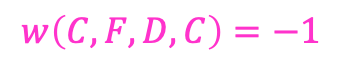 w(C, F, D, C) = −1